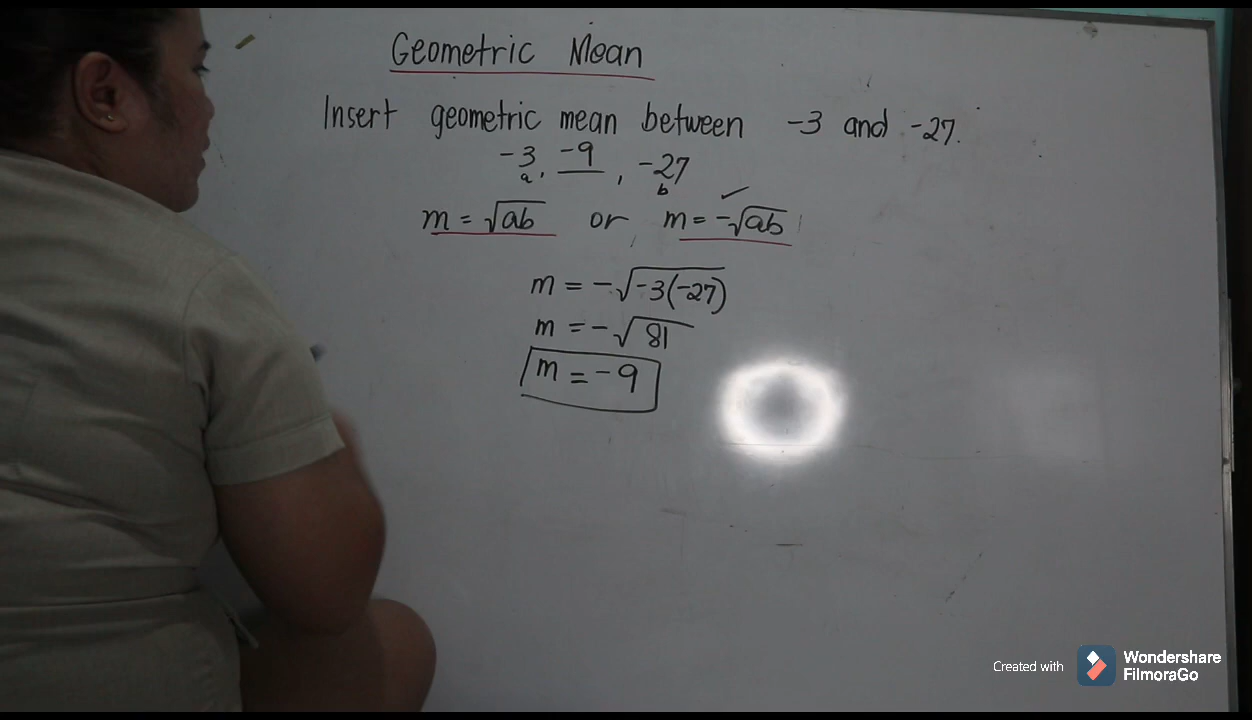 Geometric Mean
Insert geometric mean between -3 and -27.
-3, -9, -27
a b
m = √ab or m = -√ab ✓
m = -√-3(-27)
m = -√81
m = -9
Created with Wondershare FilmoraGo